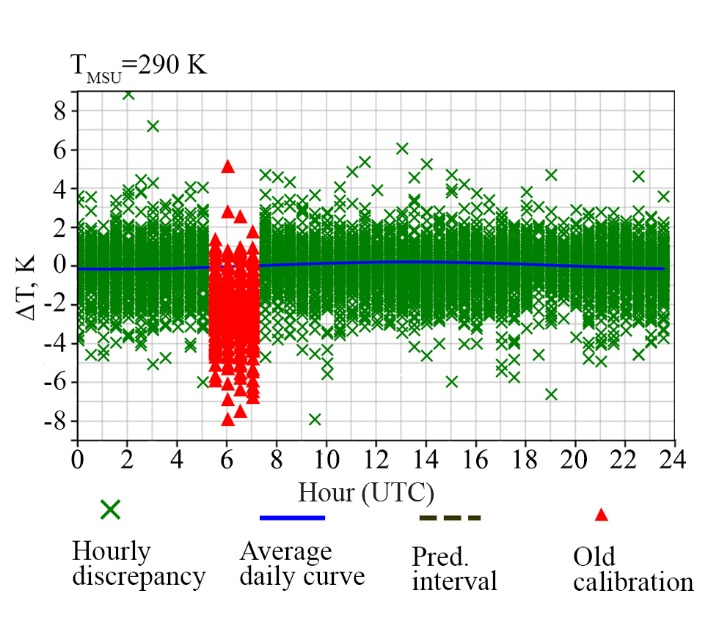 T_MSU=290 K
8
6
4
2
0
-2
-4
-6
-8
ΔT, K
0 2 4 6 8 10 12 14 16 18 20 22 24
Hour (UTC)
Hourly discrepancy
Average daily curve
Pred. interval
Old calibration